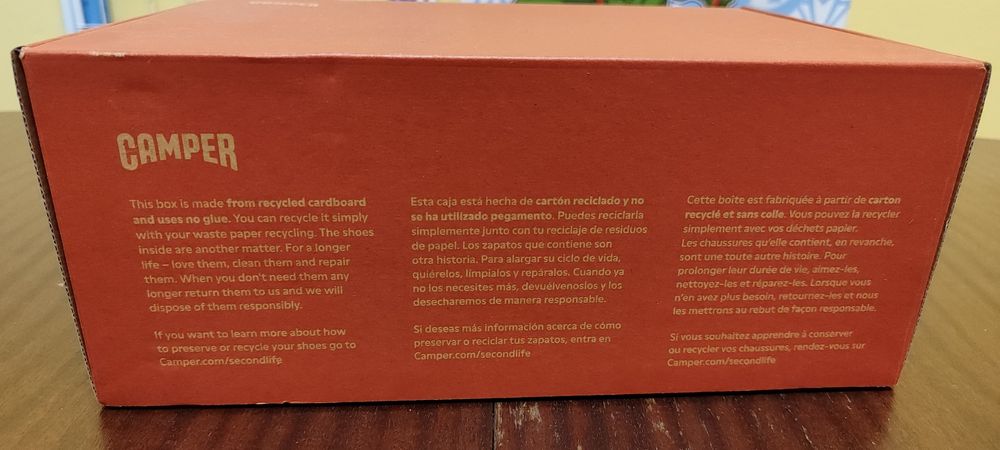 CAMPER
CAMPER
This box is made from recycled cardboard
and uses no glue. You can recycle it simply
with your waste paper recycling. The shoes
inside are another matter. For a longer
life – love them, clean them and repair
them. When you don't need them any
longer return them to us and we will
dispose of them responsibly.
If you want to learn more about how
to preserve or recycle your shoes go to
Camper.com/secondlife
Esta caja está hecha de cartón reciclado y no
se ha utilizado pegamento. Puedes reciclarla
simplemente junto con tu reciclaje de residuos
de papel. Los zapatos que contiene son
otra historia. Para alargar su ciclo de vida,
quiérelos, límpialos y repáralos. Cuando ya
no los necesites más, devuélvenoslos y los
desecharemos de manera responsable.
Si deseas más información acerca de cómo
preservar o reciclar tus zapatos, entra en
Camper.com/secondlife
Cette boîte est fabriquée à partir de carton
recyclé et sans colle. Vous pouvez la recycler
simplement avec vos déchets papier.
Les chaussures qu'elle contient, en revanche,
sont une toute autre histoire. Pour
prolonger leur durée de vie, aimez-les,
nettoyez-les et réparez-les. Lorsque vous
n'en avez plus besoin, retournez-les et nous
les mettrons au rebut de façon responsable.
Si vous souhaitez apprendre à conserver
ou recycler vos chaussures, rendez-vous sur
Camper.com/secondlife